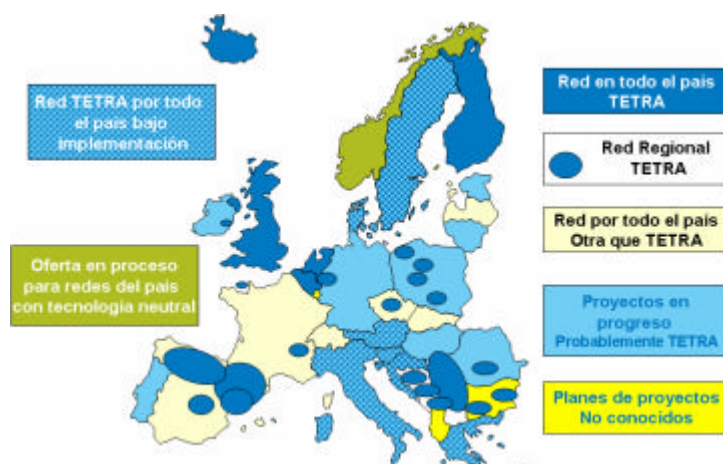 Red TETRA por todo
el país bajo
implementación
Oferta en proceso
para redes del país
con tecnología neutral
Red en todo el pais
TETRA
Red Regional
TETRA
Red por todo el país
Otra que TETRA
Proyectos en
progreso
Probablemente TETRA
Planes de proyectos
No conocidos